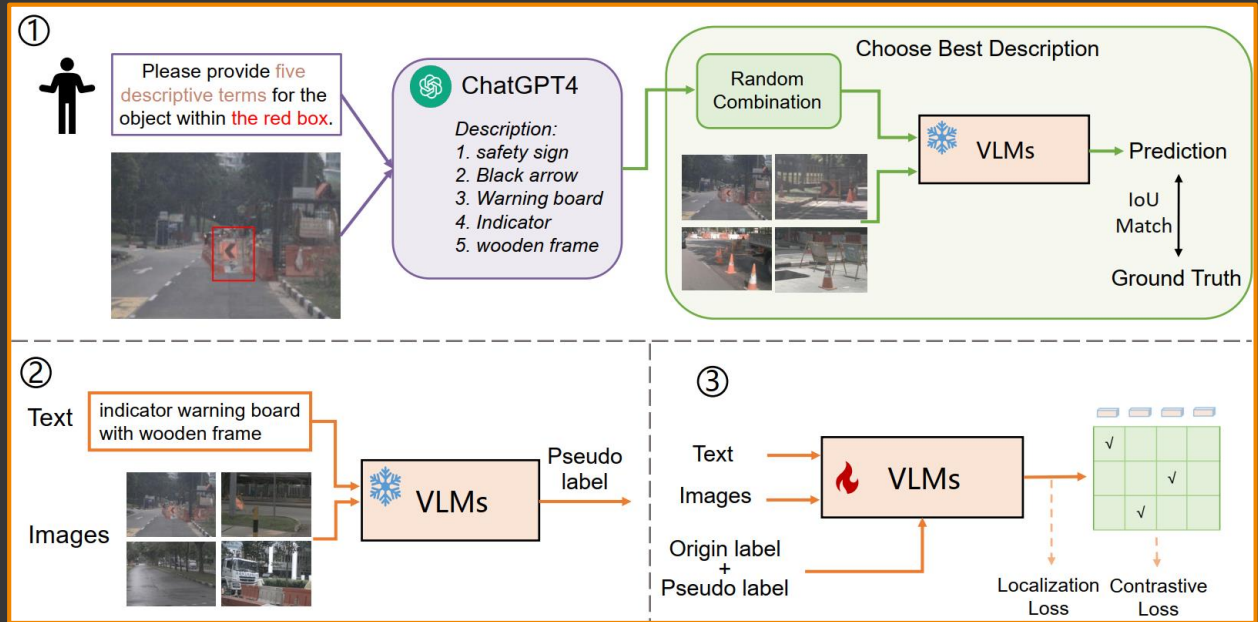 ①
Please provide five
descriptive terms for the
object within the red box.
ChatGPT4
Description:
1. safety sign
2. Black arrow
3. Warning board
4. Indicator
5. wooden frame
Choose Best Description
Random
Combination
VLMs
Prediction
IoU
Match
Ground Truth
②
Text
indicator warning board
with wooden frame
Images
VLMs
Pseudo
label
③
Text
Images
VLMs
Origin label
+
Pseudo label
√
√
√
Localization
Loss
Contrastive
Loss